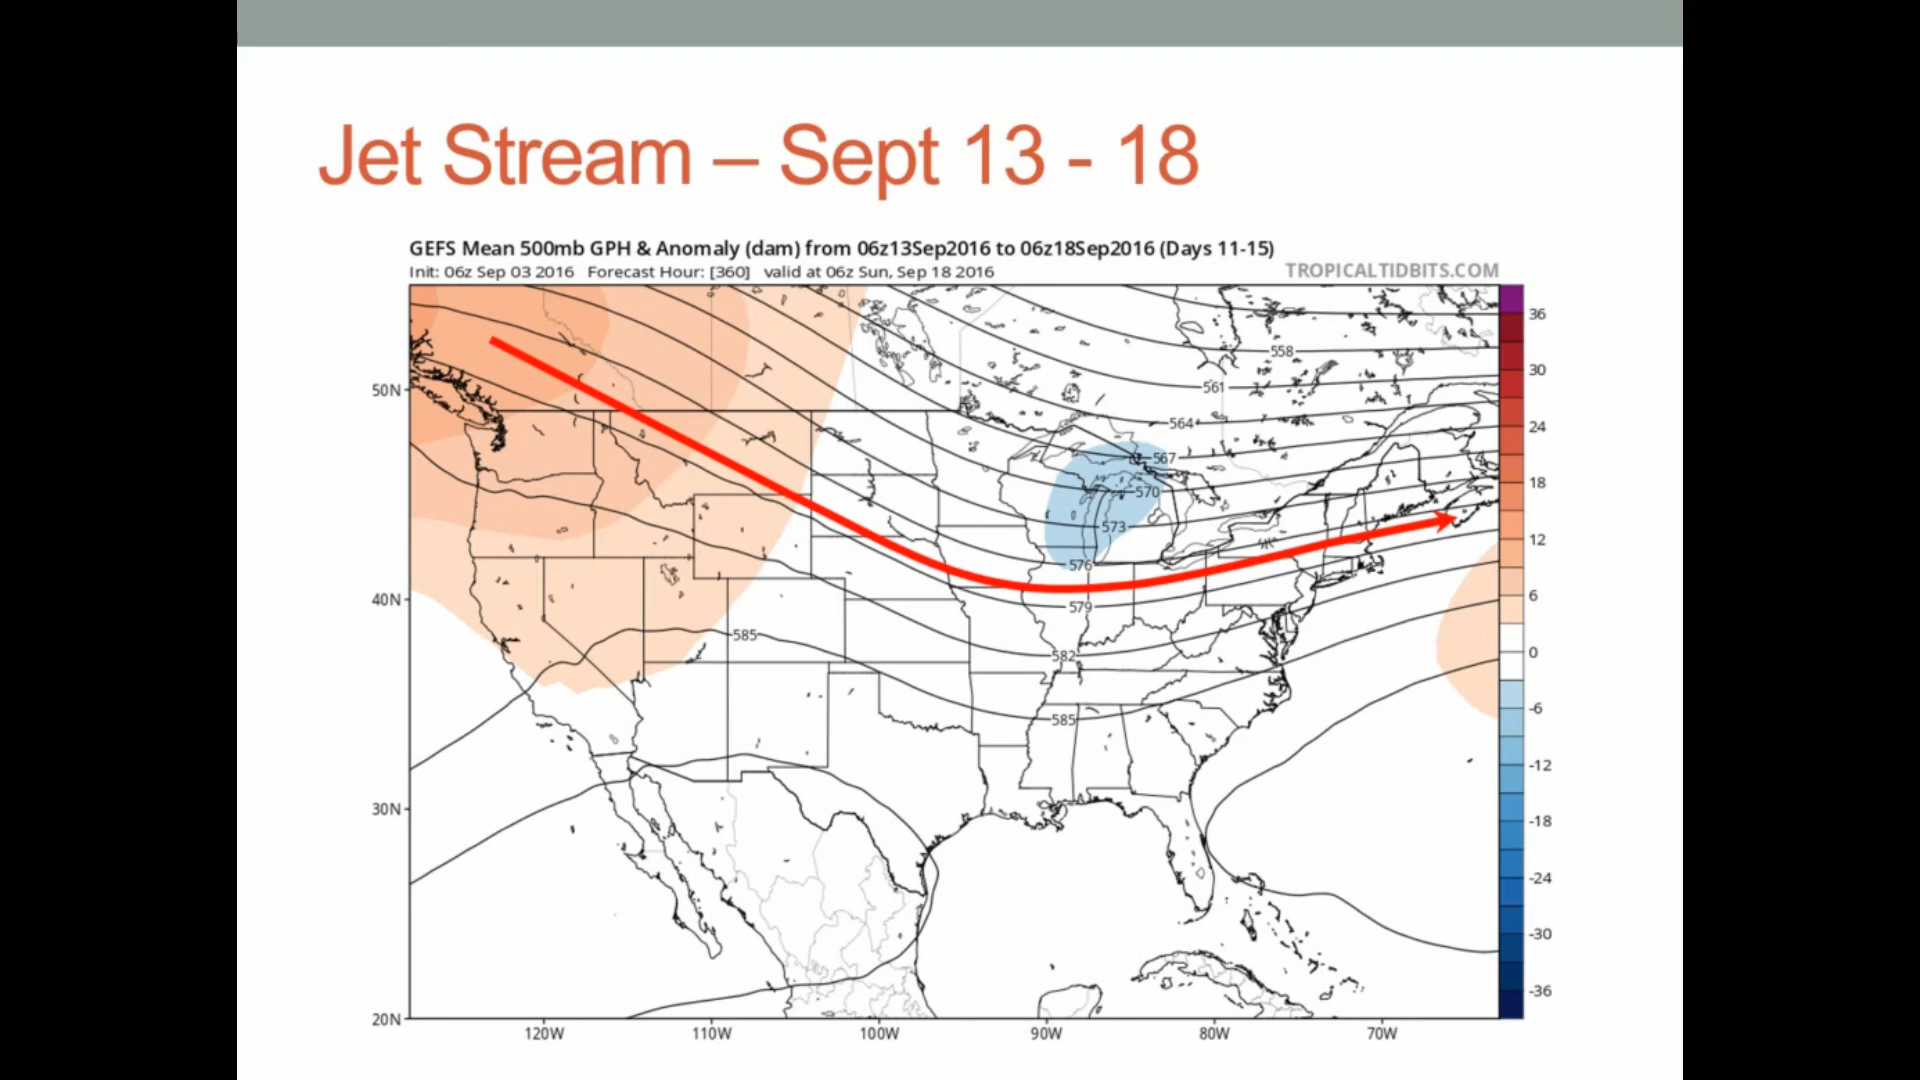 Jet Stream – Sept 13 - 18
GEFS Mean 500mb GPH & Anomaly (dam) from 06z13Sep2016 to 06z18Sep2016 (Days 11-15)
Init: 06z Sep 03 2016 Forecast Hour: [360] valid at 06z Sun, Sep 18 2016
TROPICALTIDBITS.COM
50N
40N
30N
20N
120W
110W
100W
90W
80W
70W
558
561
564
567
570
573
576
579
582
585
585
36
30
24
18
12
6
0
-6
-12
-18
-24
-30
-36